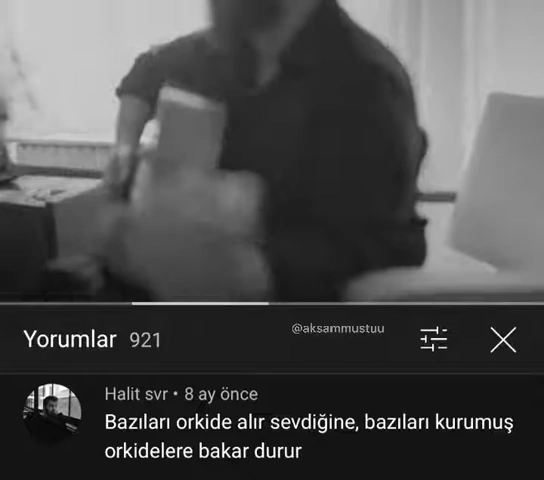 Yorumlar 921
@aksammustuu
Halit svr • 8 ay önce
Bazıları orkide alır sevdiğine, bazıları kurumuş
orkidelere bakar durur